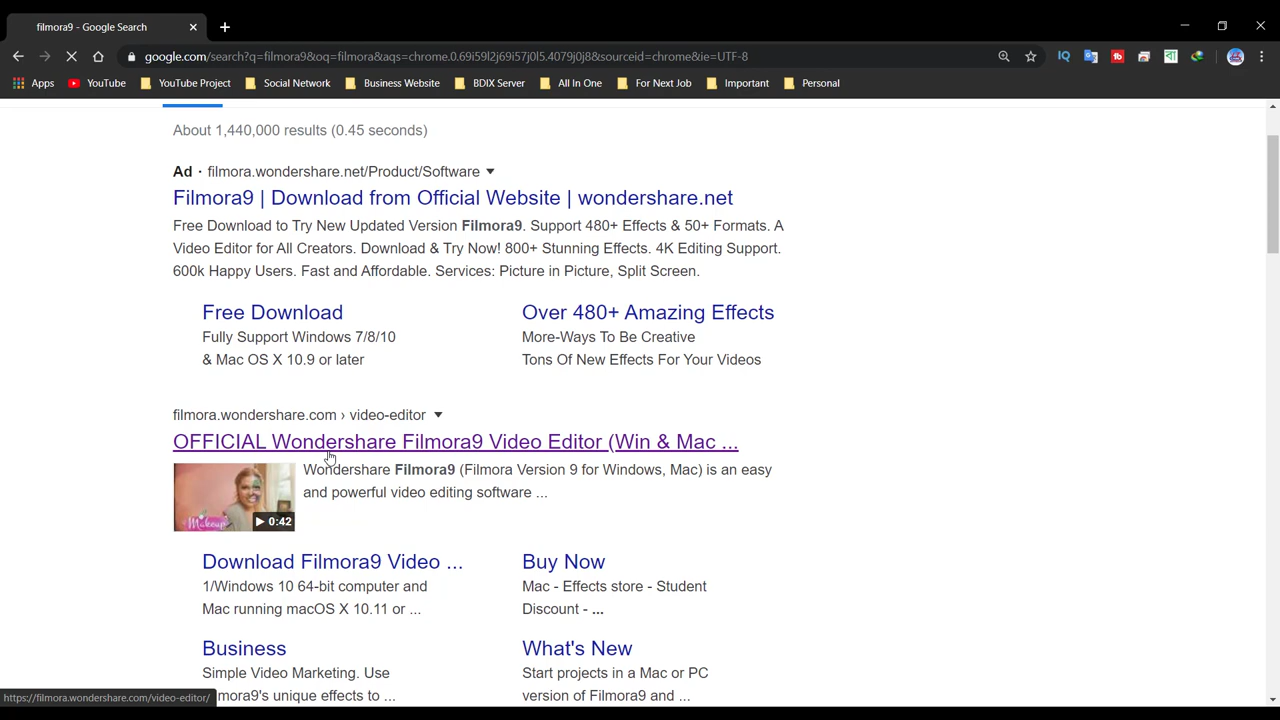 filmora9 - Google Search
google.com/search?q=filmora9&oq=filmora&aqs=chrome.0.69i59l2j69i57j0l5.4079j0j8&sourceid=chrome&ie=UTF-8
Apps YouTube YouTube Project Social Network Business Website BDIX Server All In One For Next Job Important Personal
About 1,440,000 results (0.45 seconds)
Ad · filmora.wondershare.net/Product/Software
Filmora9 | Download from Official Website | wondershare.net
Free Download to Try New Updated Version Filmora9. Support 480+ Effects & 50+ Formats. A
Video Editor for All Creators. Download & Try Now! 800+ Stunning Effects. 4K Editing Support.
600k Happy Users. Fast and Affordable. Services: Picture in Picture, Split Screen.
Free Download
Fully Support Windows 7/8/10
& Mac OS X 10.9 or later
Over 480+ Amazing Effects
More-Ways To Be Creative
Tons Of New Effects For Your Videos
filmora.wondershare.com › video-editor
OFFICIAL Wondershare Filmora9 Video Editor (Win & Mac ...
Makeup
0:42
Wondershare Filmora9 (Filmora Version 9 for Windows, Mac) is an easy
and powerful video editing software ...
Download Filmora9 Video ...
1/Windows 10 64-bit computer and
Mac running macOS X 10.11 or ...
Buy Now
Mac - Effects store - Student
Discount - ...
Business
Simple Video Marketing. Use
mora9's unique effects to ...
What's New
Start projects in a Mac or PC
version of Filmora9 and ...
https://filmora.wondershare.com/video-editor/